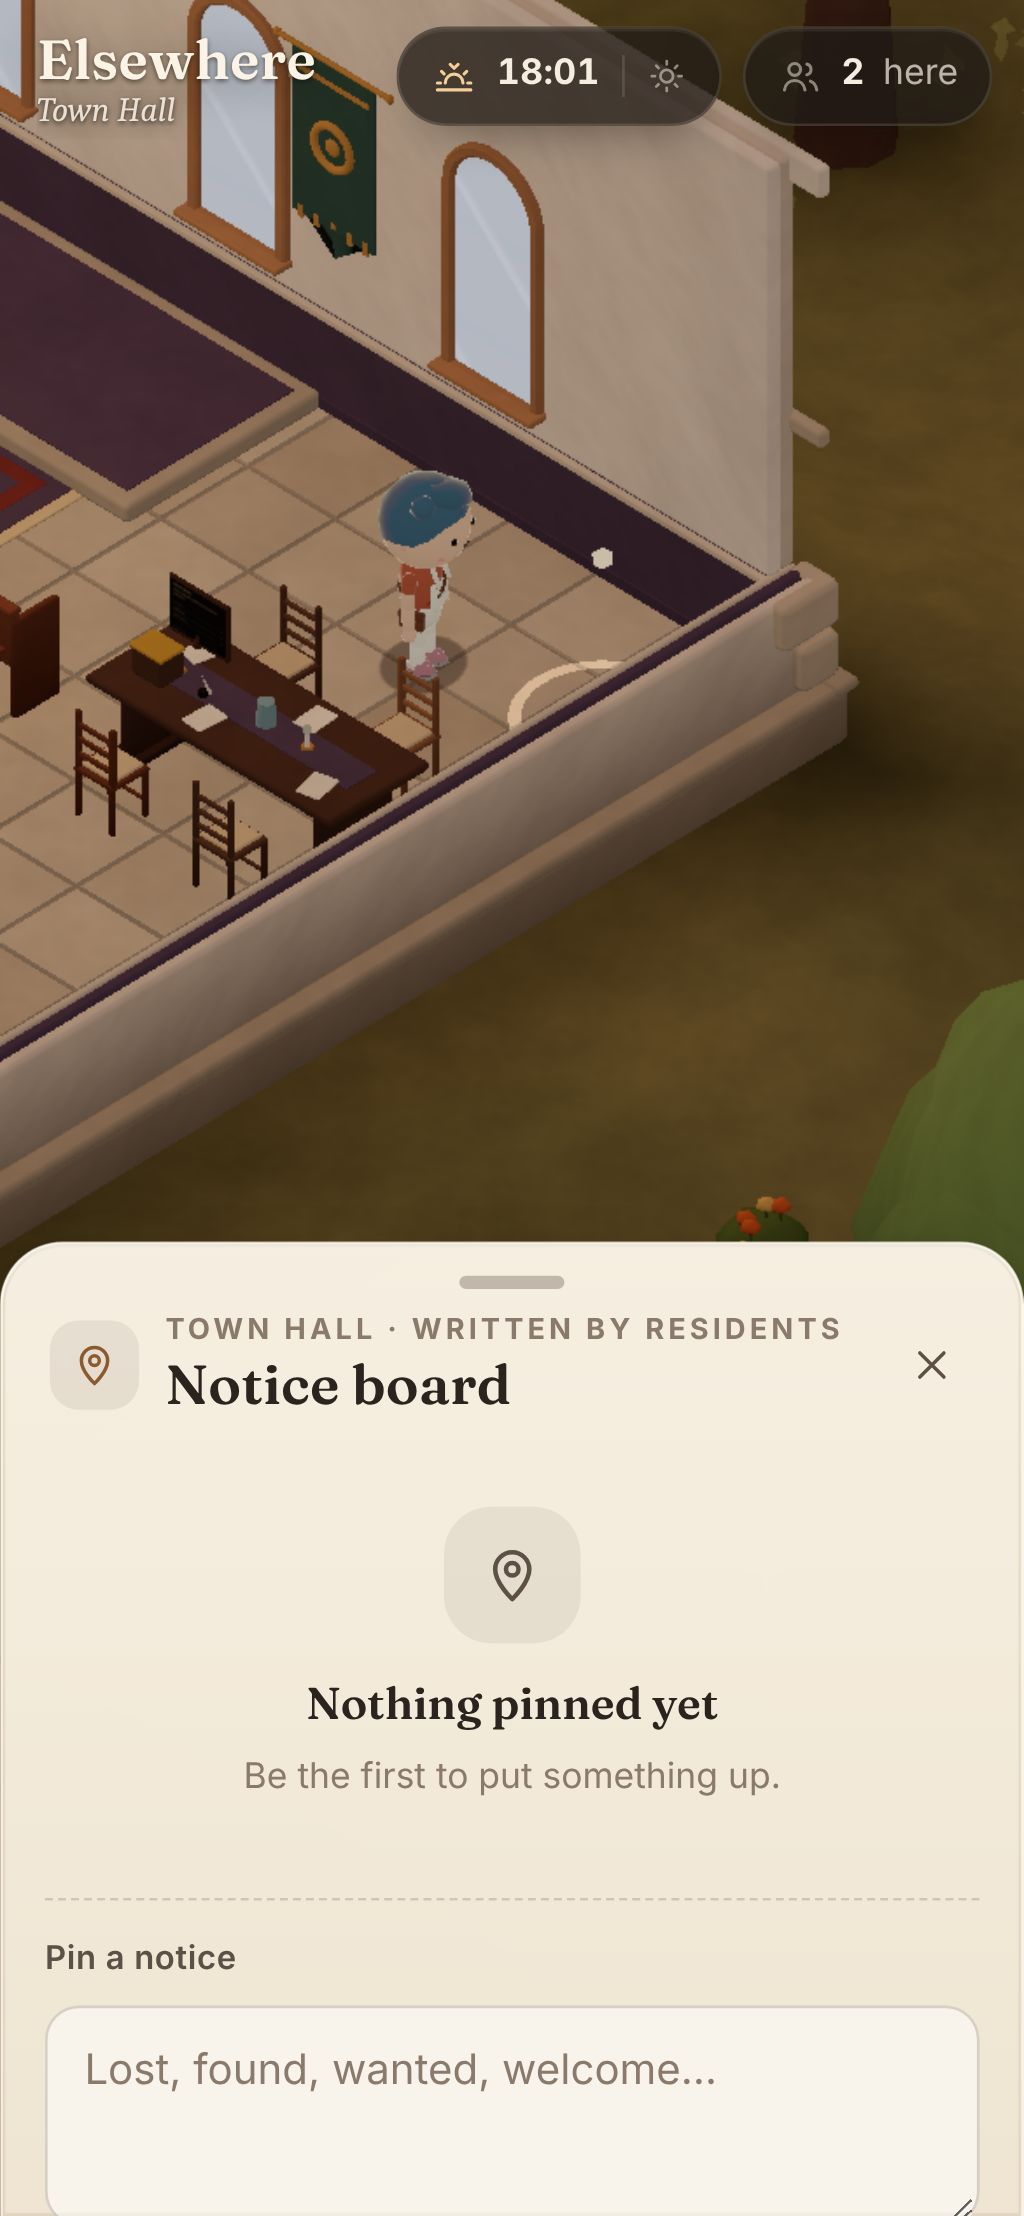 Elsewhere
Town Hall
18:01
2 here
TOWN HALL · WRITTEN BY RESIDENTS
Notice board
Nothing pinned yet
Be the first to put something up.
Pin a notice
Lost, found, wanted, welcome...